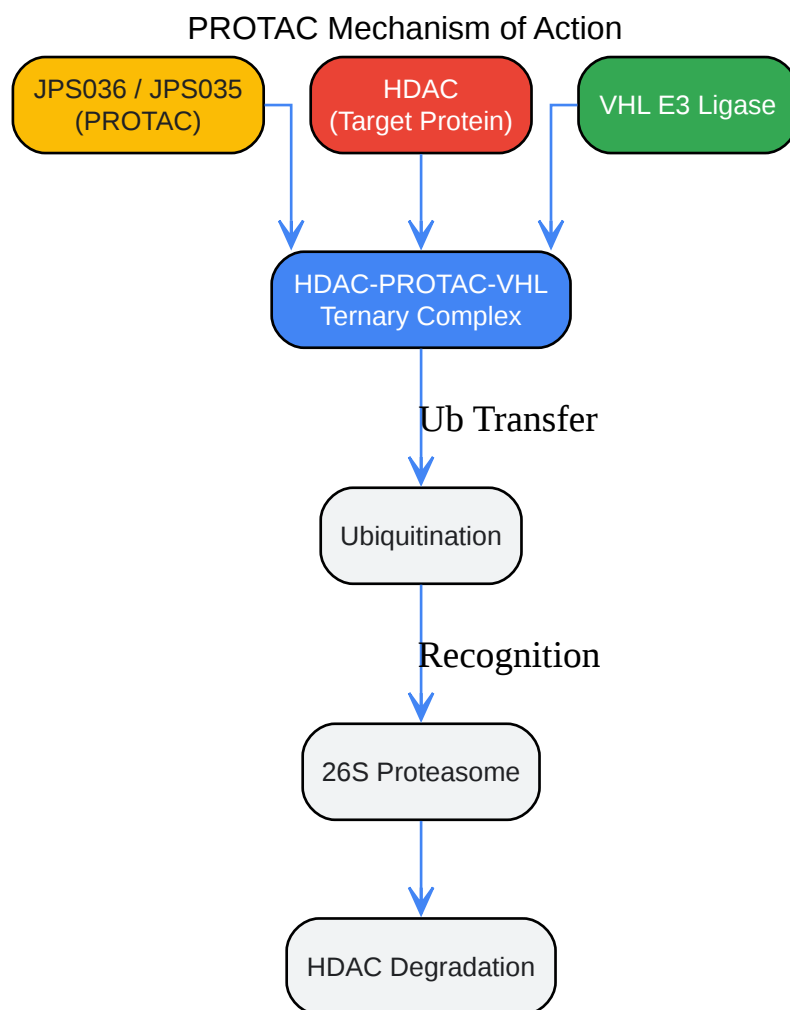 PROTAC Mechanism of Action
JPS036 / JPS035
(PROTAC)
HDAC
(Target Protein)
VHL E3 Ligase
HDAC-PROTAC-VHL
Ternary Complex
Ub Transfer
Ubiquitination
Recognition
26S Proteasome
HDAC Degradation